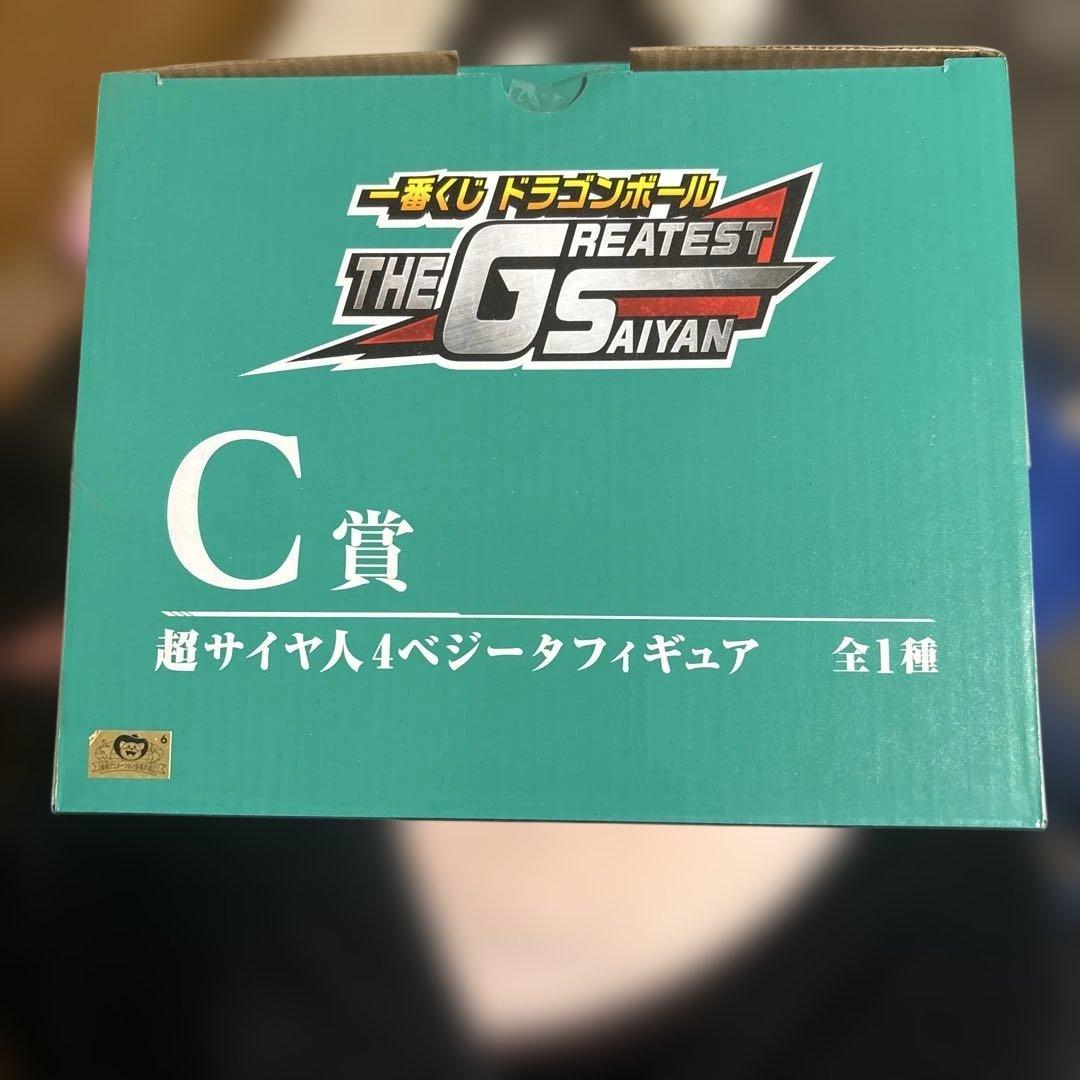 一番くじ ドラゴンボール
THE GREATEST SAIYAN
C賞
超サイヤ人4ベジータフィギュア 全1種
6